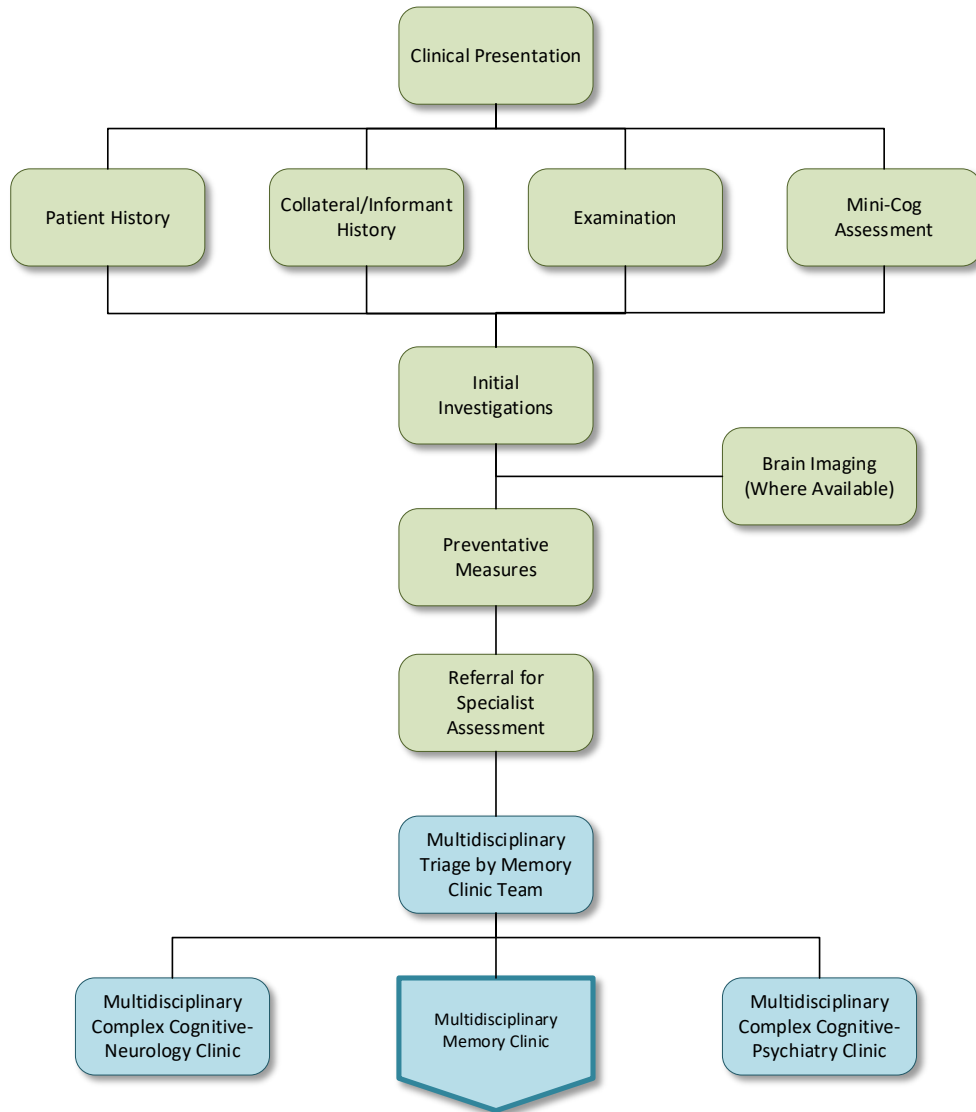 Clinical Presentation
Patient History
Collateral/Informant
History
Examination
Mini-Cog
Assessment
Initial
Investigations
Brain Imaging
(Where Available)
Preventative
Measures
Referral for
Specialist
Assessment
Multidisciplinary
Triage by Memory
Clinic Team
Multidisciplinary
Complex Cognitive-
Neurology Clinic
Multidisciplinary
Memory Clinic
Multidisciplinary
Complex Cognitive-
Psychiatry Clinic